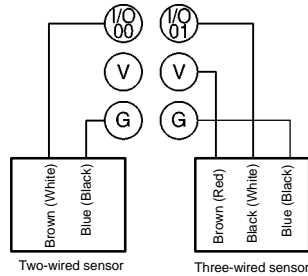 I/O 00
I/O 01
V
V
G
G
Brown (White)
Blue (Black)
Brown (Red)
Black (White)
Blue (Black)
Two-wired sensor
Three-wired sensor